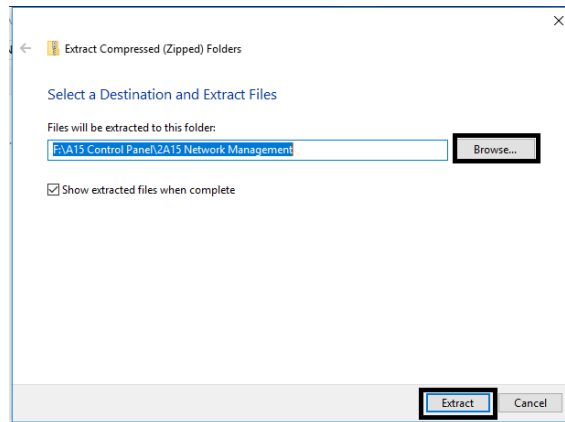 Extract Compressed (Zipped) Folders
Select a Destination and Extract Files
Files will be extracted to this folder:
F:\A15 Control Panel\2A15 Network Management
Browse...
Show extracted files when complete
Extract
Cancel